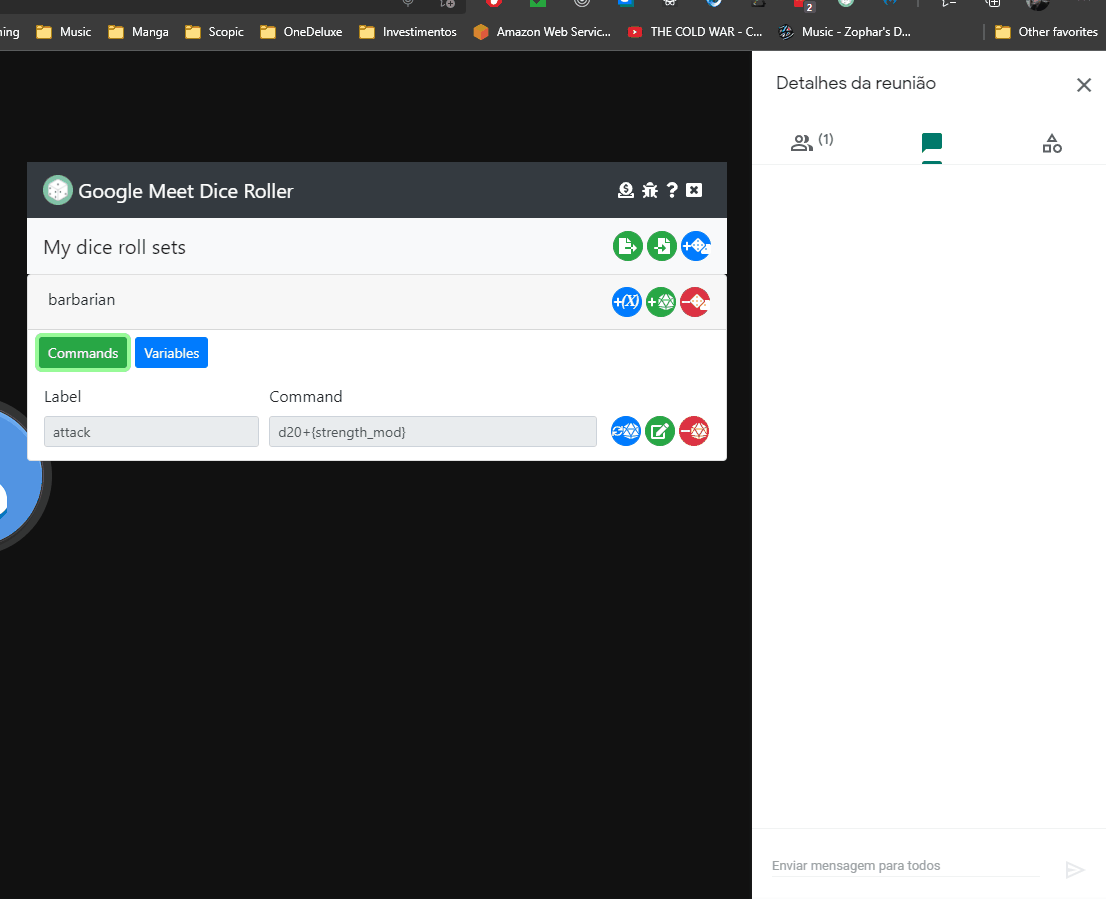 2
ning
Music
Manga
Scopic
OneDeluxe
Investimentos
Amazon Web Servic...
THE COLD WAR - C...
Music - Zophar's D...
Other favorites
Detalhes da reunião
(1)
Google Meet Dice Roller
My dice roll sets
barbarian
+(X)
Commands
Variables
Label
Command
attack
d20+{strength_mod}
Enviar mensagem para todos